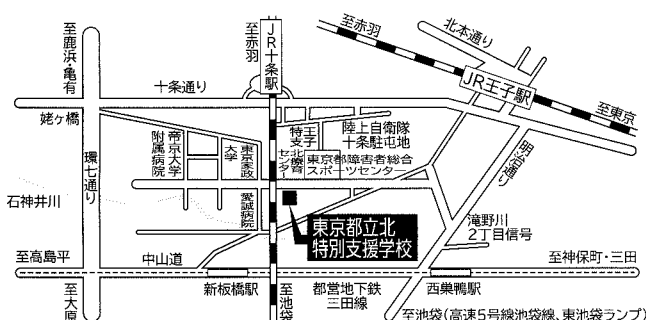 至鹿浜・亀有
至赤羽
JR十条駅
至赤羽
北本通り
JR王子駅
至東京
十条通り
姥ヶ橋
環七通り
帝京大学
附属病院
東京家政
大学
王子
特支
北療育
センター
陸上自衛隊
十条駐屯地
東京都障害者総合
スポーツセンター
明治通り
石神井川
愛誠病院
東京都立北
特別支援学校
滝野川
2丁目信号
至高島平
中山道
至神保町・三田
新板橋駅
都営地下鉄
三田線
西巣鴨駅
至大原
至池袋
至池袋(高速5号線池袋線、東池袋ランプ)